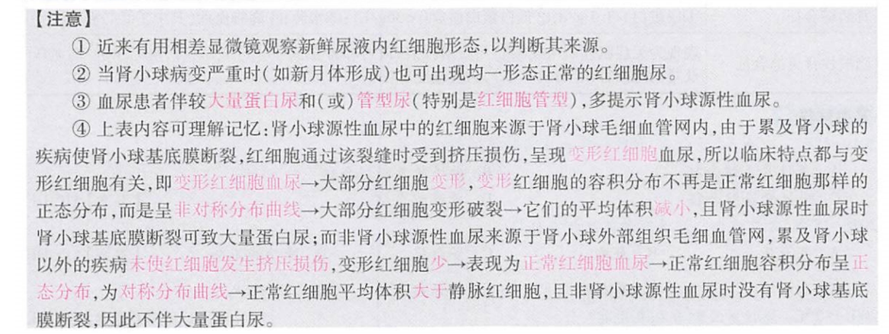 【注意】
① 近来有用相差显微镜观察新鲜尿液内红细胞形态,以判断其来源。
② 当肾小球病变严重时(如新月体形成)也可出现均一形态正常的红细胞尿。
③ 血尿患者伴较大量蛋白尿和(或)管型尿(特别是红细胞管型),多提示肾小球源性血尿。
④ 上表内容可理解记忆:肾小球源性血尿中的红细胞来源于肾小球毛细血管网内,由于累及肾小球的
疾病使肾小球基底膜断裂,红细胞通过该裂缝时受到挤压损伤,呈现变形红细胞血尿,所以临床特点都与变
形红细胞有关,即变形红细胞血尿→大部分红细胞变形,变形红细胞的容积分布不再是正常红细胞那样的
正态分布,而是呈非对称分布曲线→大部分红细胞变形破裂→它们的平均体积减小,且肾小球源性血尿时
肾小球基底膜断裂可致大量蛋白尿;而非肾小球源性血尿来源于肾小球外部组织毛细血管网,累及肾小球
以外的疾病未使红细胞发生挤压损伤,变形红细胞少→表现为正常红细胞血尿→正常红细胞容积分布呈正
态分布,为对称分布曲线→正常红细胞平均体积大于静脉红细胞,且非肾小球源性血尿时没有肾小球基底
膜断裂,因此不伴大量蛋白尿。